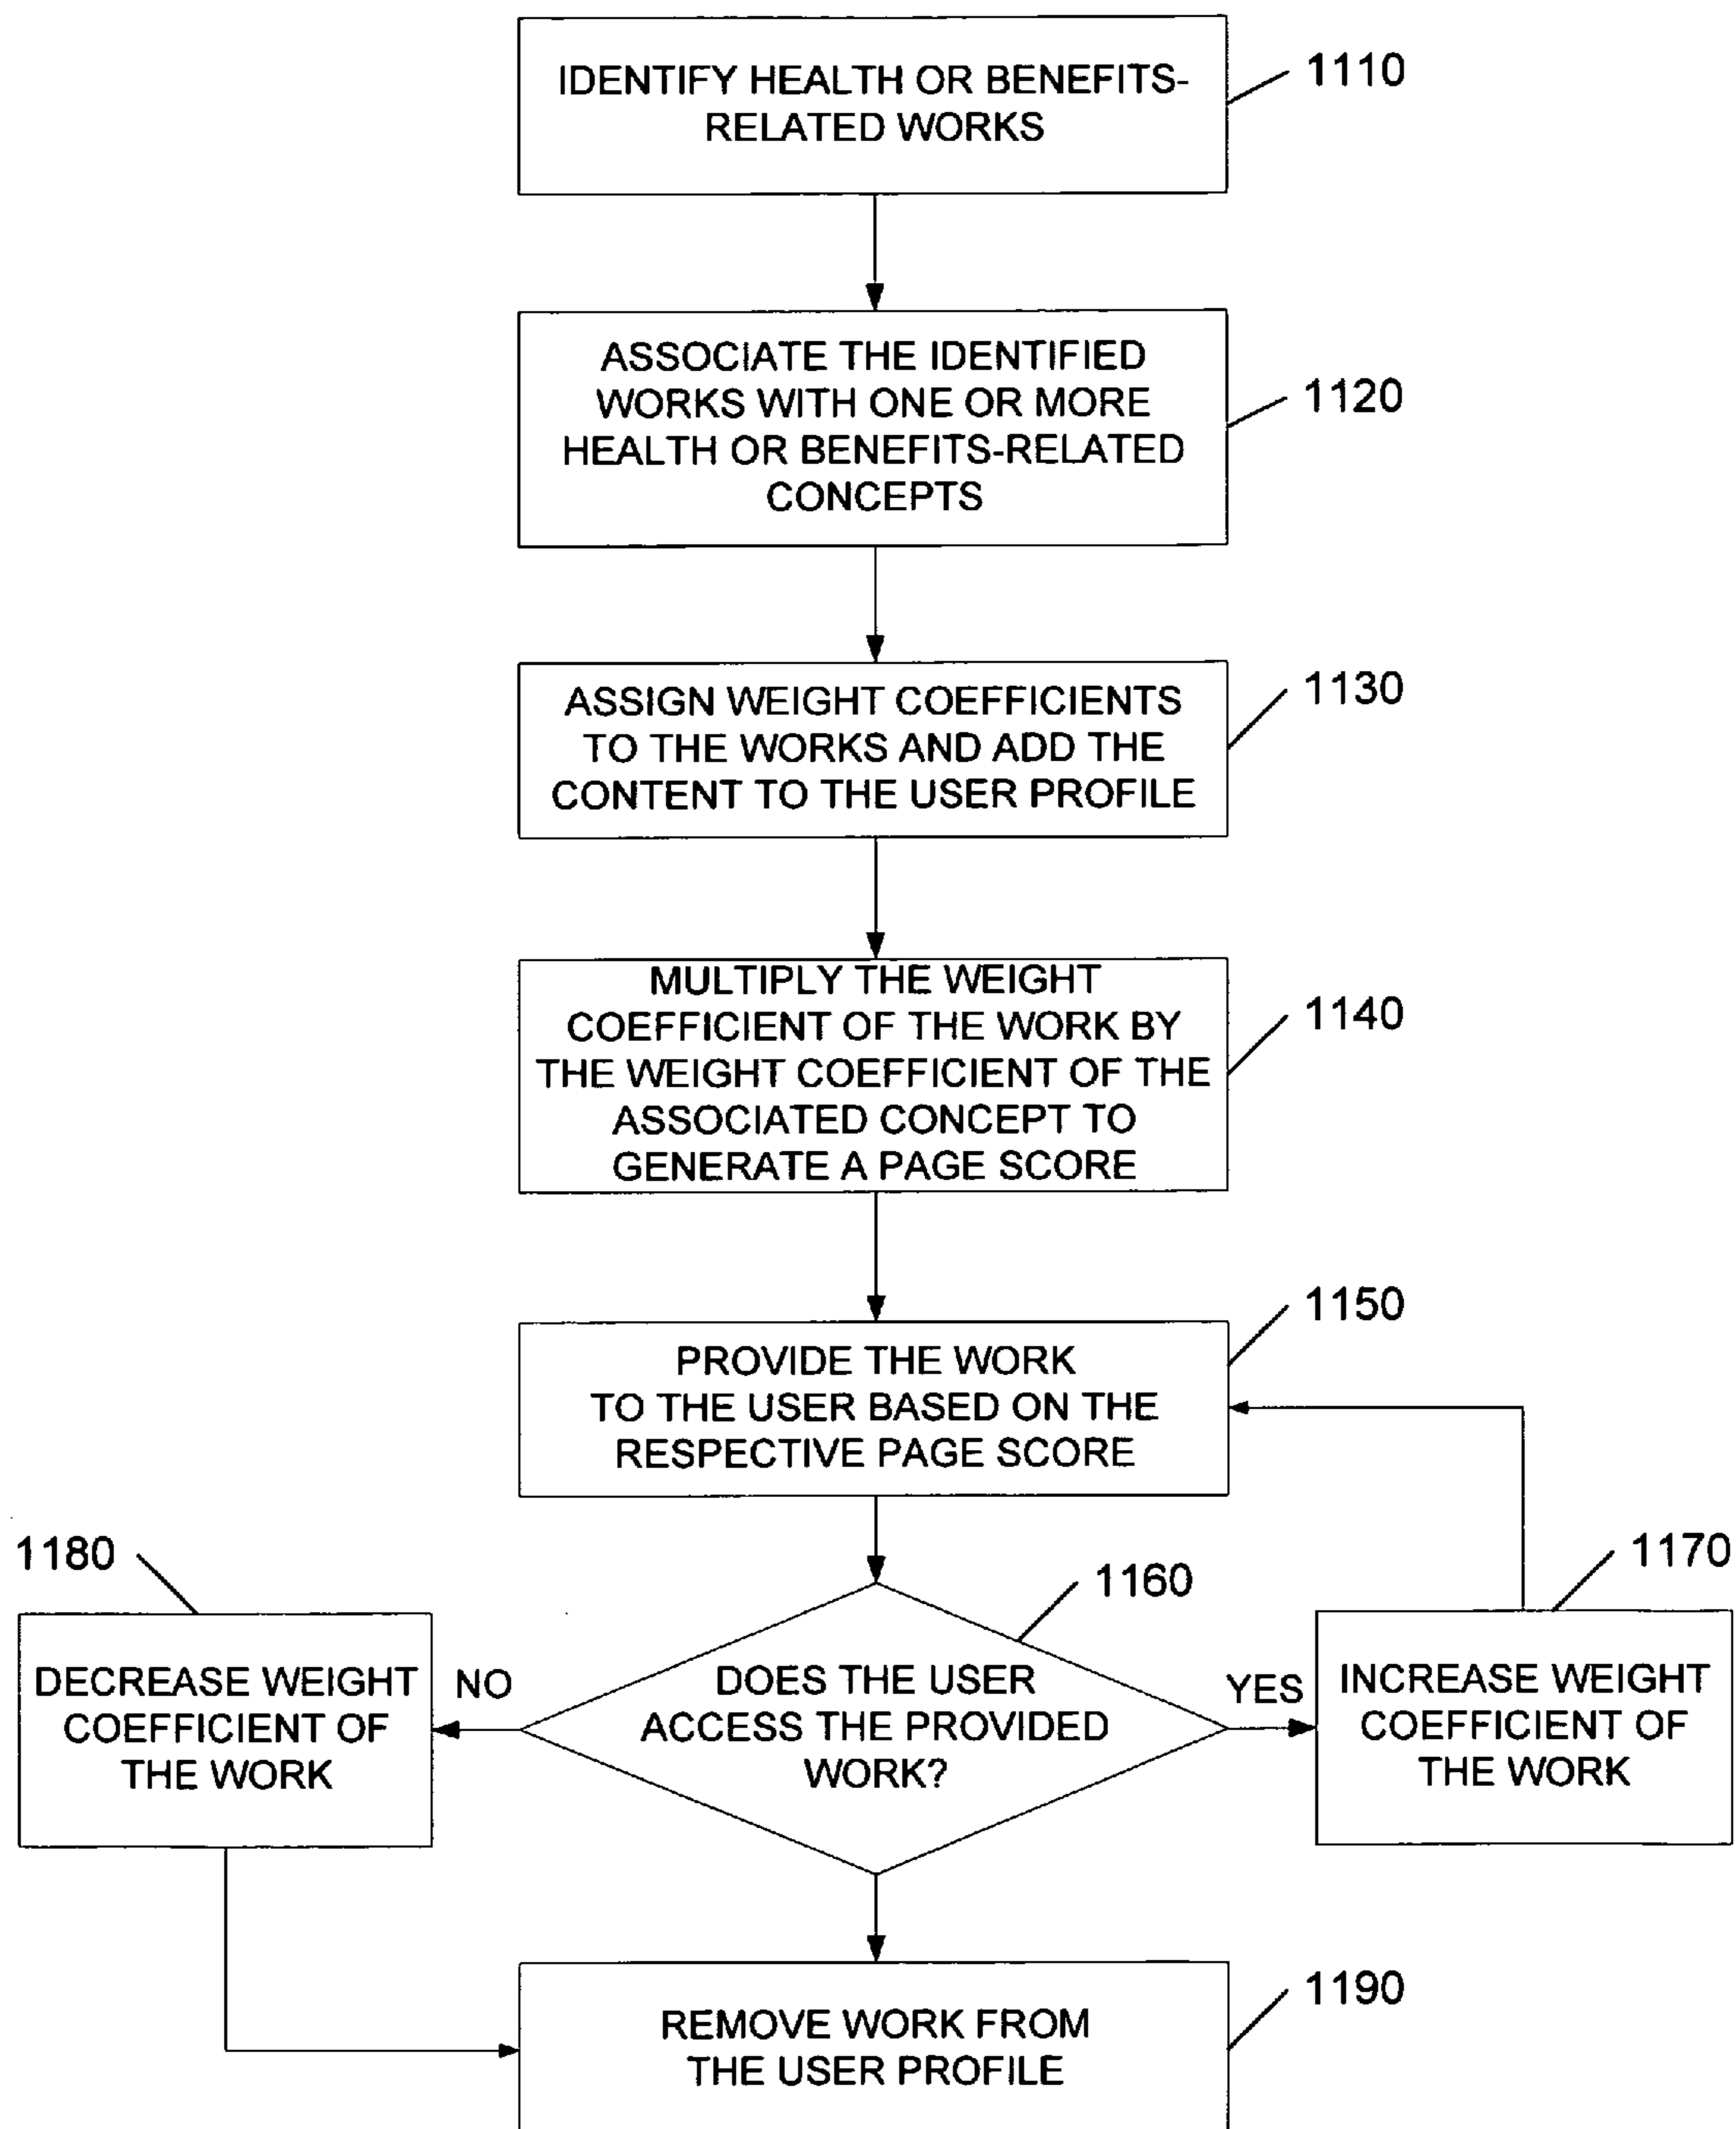 IDENTIFY HEALTH OR BENEFITS-
RELATED WORKS
1110
ASSOCIATE THE IDENTIFIED
WORKS WITH ONE OR MORE
HEALTH OR BENEFITS-RELATED
CONCEPTS
1120
ASSIGN WEIGHT COEFFICIENTS
TO THE WORKS AND ADD THE
CONTENT TO THE USER PROFILE
1130
MULTIPLY THE WEIGHT
COEFFICIENT OF THE WORK BY
THE WEIGHT COEFFICIENT OF THE
ASSOCIATED CONCEPT TO
GENERATE A PAGE SCORE
1140
PROVIDE THE WORK
TO THE USER BASED ON THE
RESPECTIVE PAGE SCORE
1150
DOES THE USER
ACCESS THE PROVIDED
WORK?
1160
NO
YES
1180
DECREASE WEIGHT
COEFFICIENT OF
THE WORK
1170
INCREASE WEIGHT
COEFFICIENT OF
THE WORK
REMOVE WORK FROM
THE USER PROFILE
1190